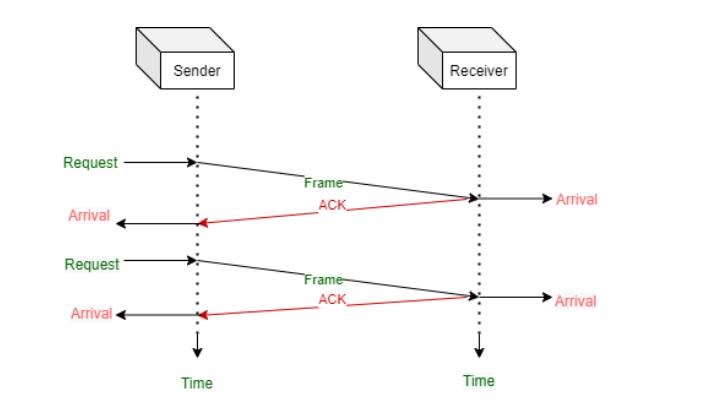 Sender
Receiver
Request
Frame
Arrival
ACK
Arrival
Request
Frame
ACK
Arrival
Arrival
Time
Time